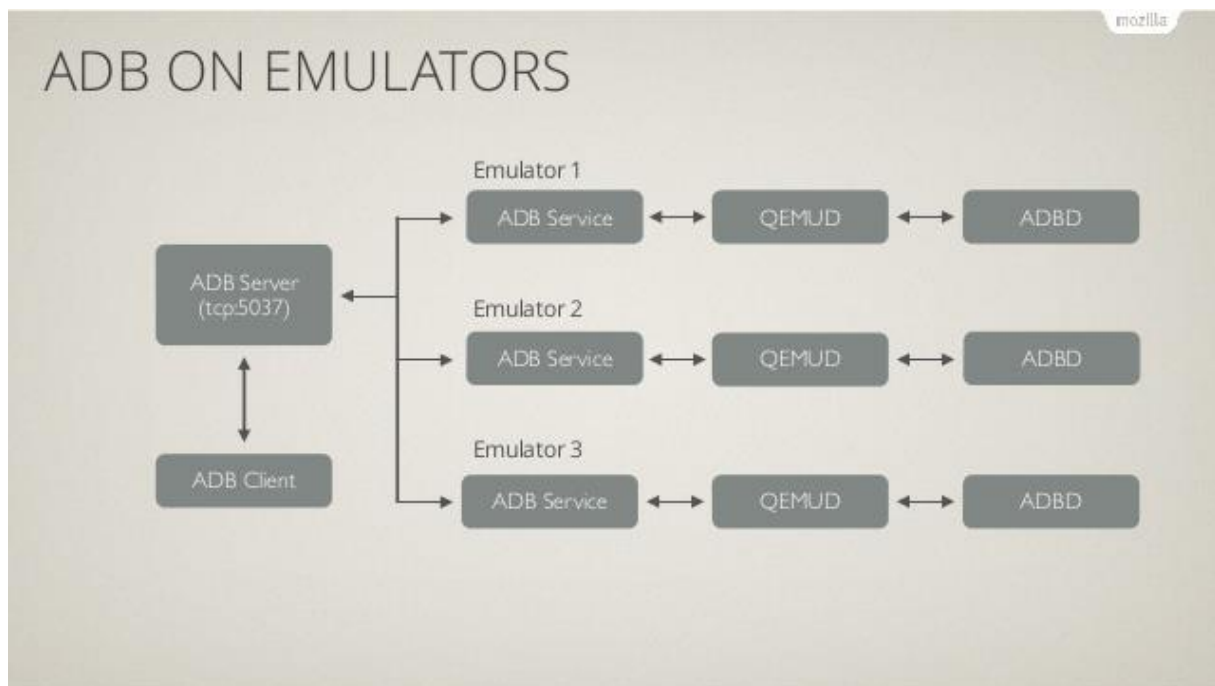 mozilla
ADB ON EMULATORS
Emulator 1
ADB Service
QEMUD
ADBD
ADB Server
(tcp:5037)
Emulator 2
ADB Service
QEMUD
ADBD
Emulator 3
ADB Client
ADB Service
QEMUD
ADBD